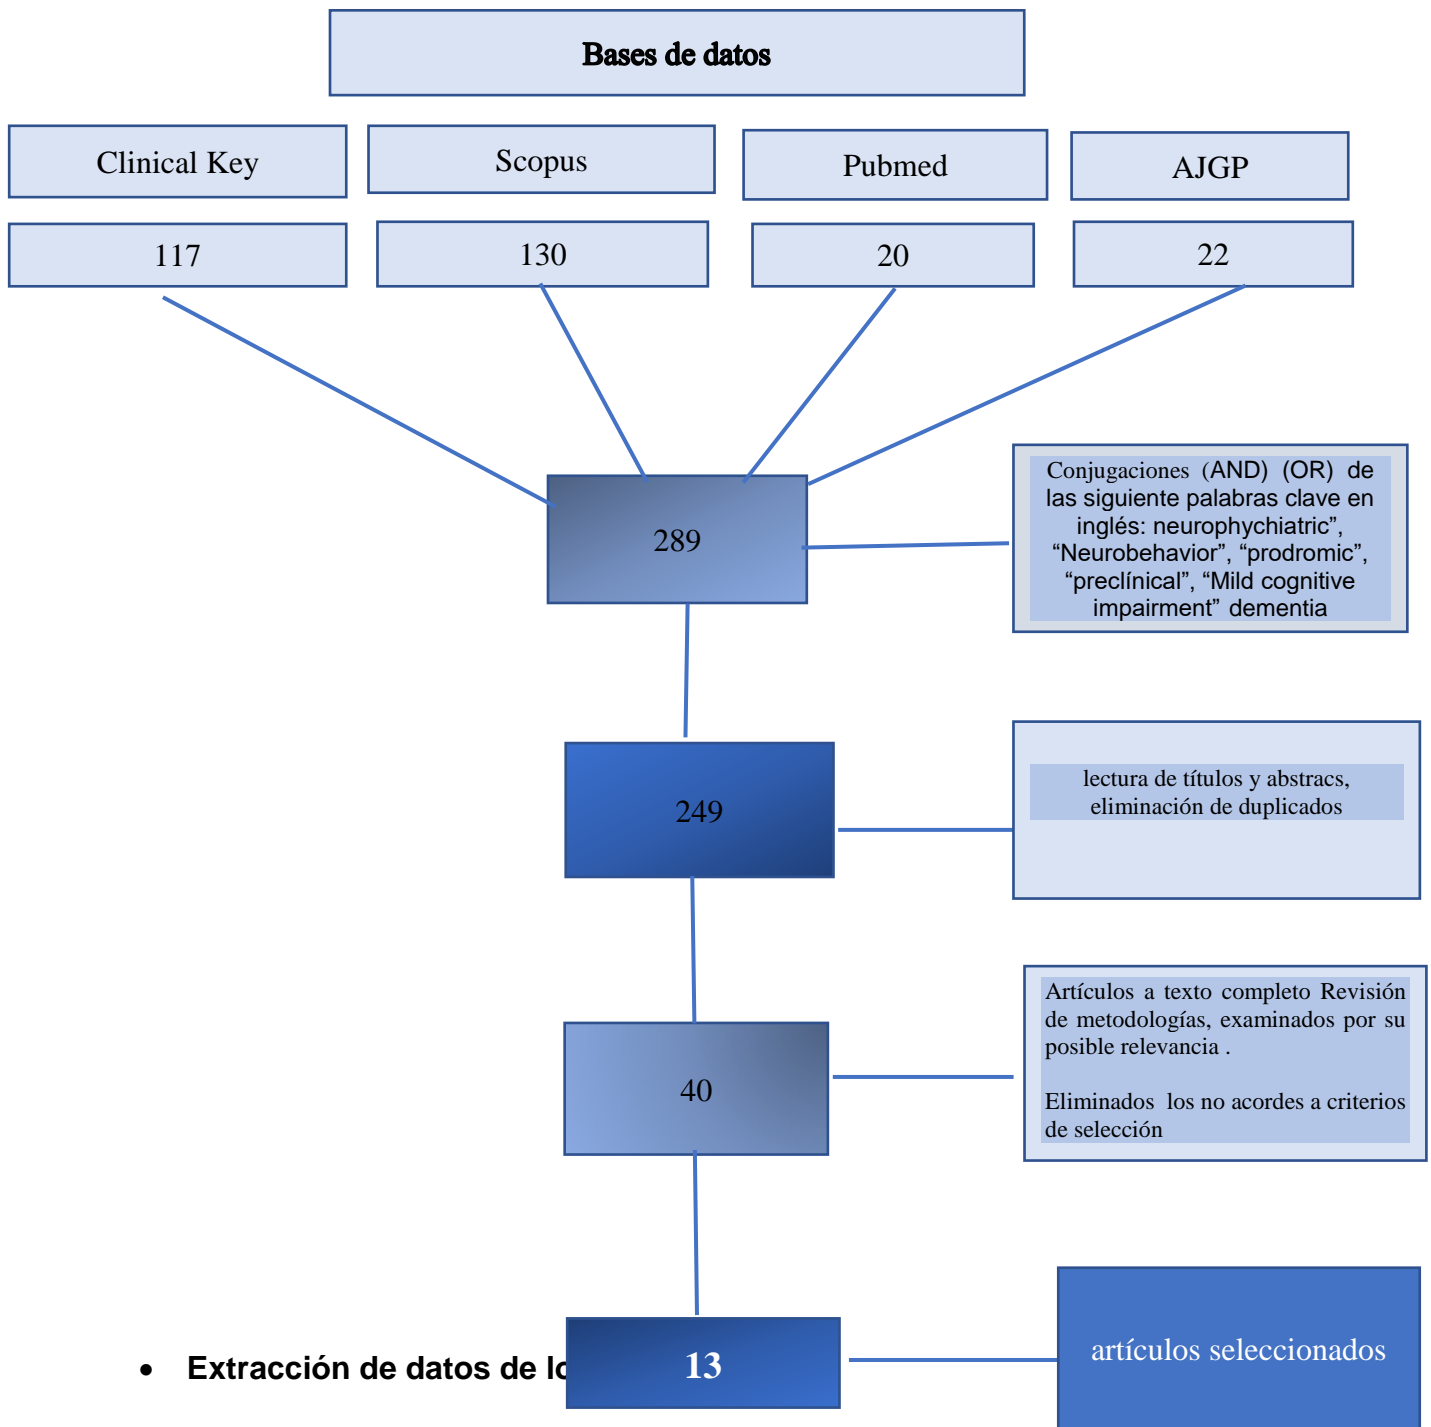 Bases de datos
Clinical Key
Scopus
Pubmed
AJGP
117
130
20
22
289
Conjugaciones (AND) (OR) de
las siguiente palabras clave en
inglés: neurophychiatric”,
“Neurobehavior”, “prodromic”,
“preclínical”, “Mild cognitive
impairment” dementia
249
lectura de títulos y abstracs,
eliminación de duplicados
40
Artículos a texto completo Revisión
de metodologías, examinados por su
posible relevancia .
Eliminados los no acordes a criterios
de selección
13
artículos seleccionados
• Extracción de datos de